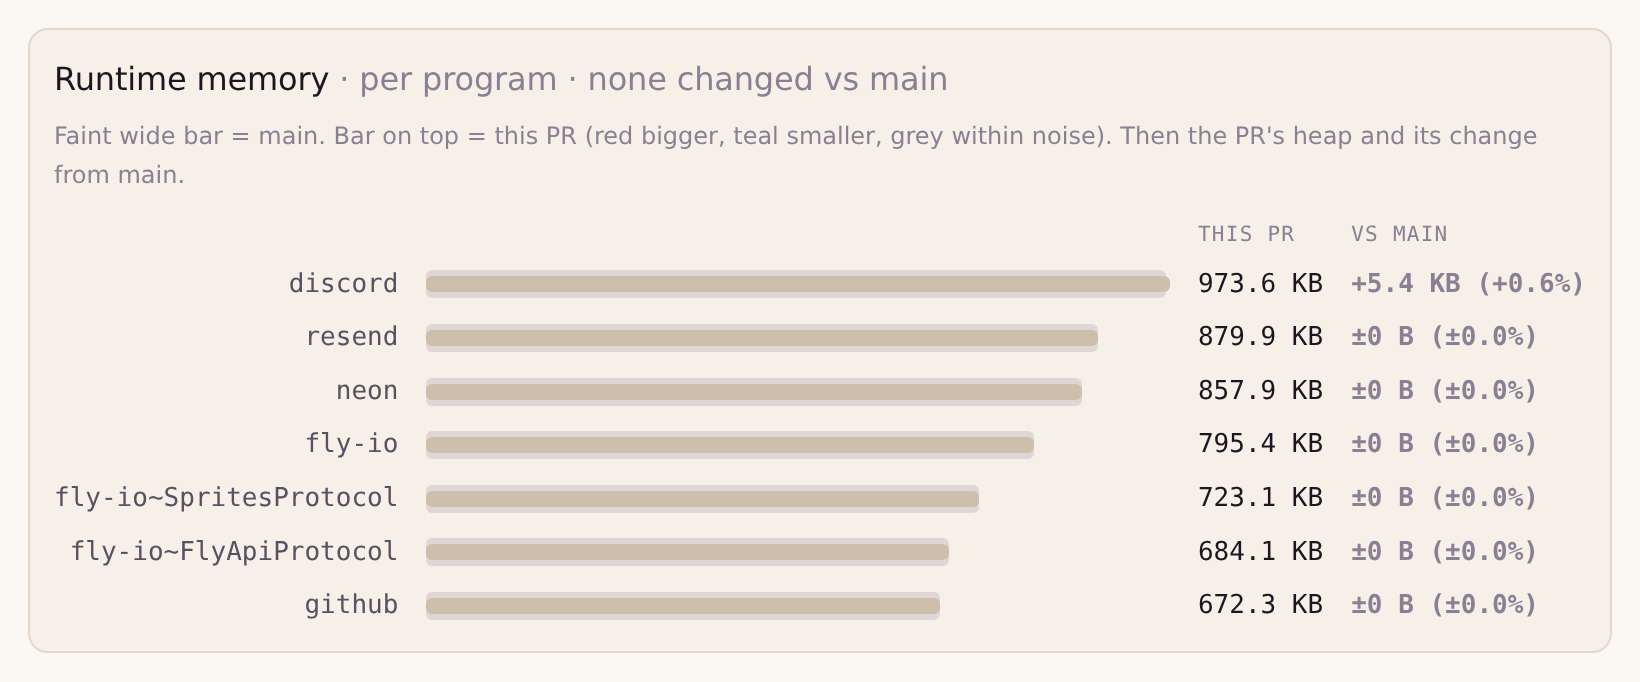 Runtime memory · per program · none changed vs main
Faint wide bar = main. Bar on top = this PR (red bigger, teal smaller, grey within noise). Then the PR's heap and its change
from main.
THIS PR VS MAIN
discord 973.6 KB +5.4 KB (+0.6%)
resend 879.9 KB ±0 B (±0.0%)
neon 857.9 KB ±0 B (±0.0%)
fly-io 795.4 KB ±0 B (±0.0%)
fly-io~SpritesProtocol 723.1 KB ±0 B (±0.0%)
fly-io~FlyApiProtocol 684.1 KB ±0 B (±0.0%)
github 672.3 KB ±0 B (±0.0%)